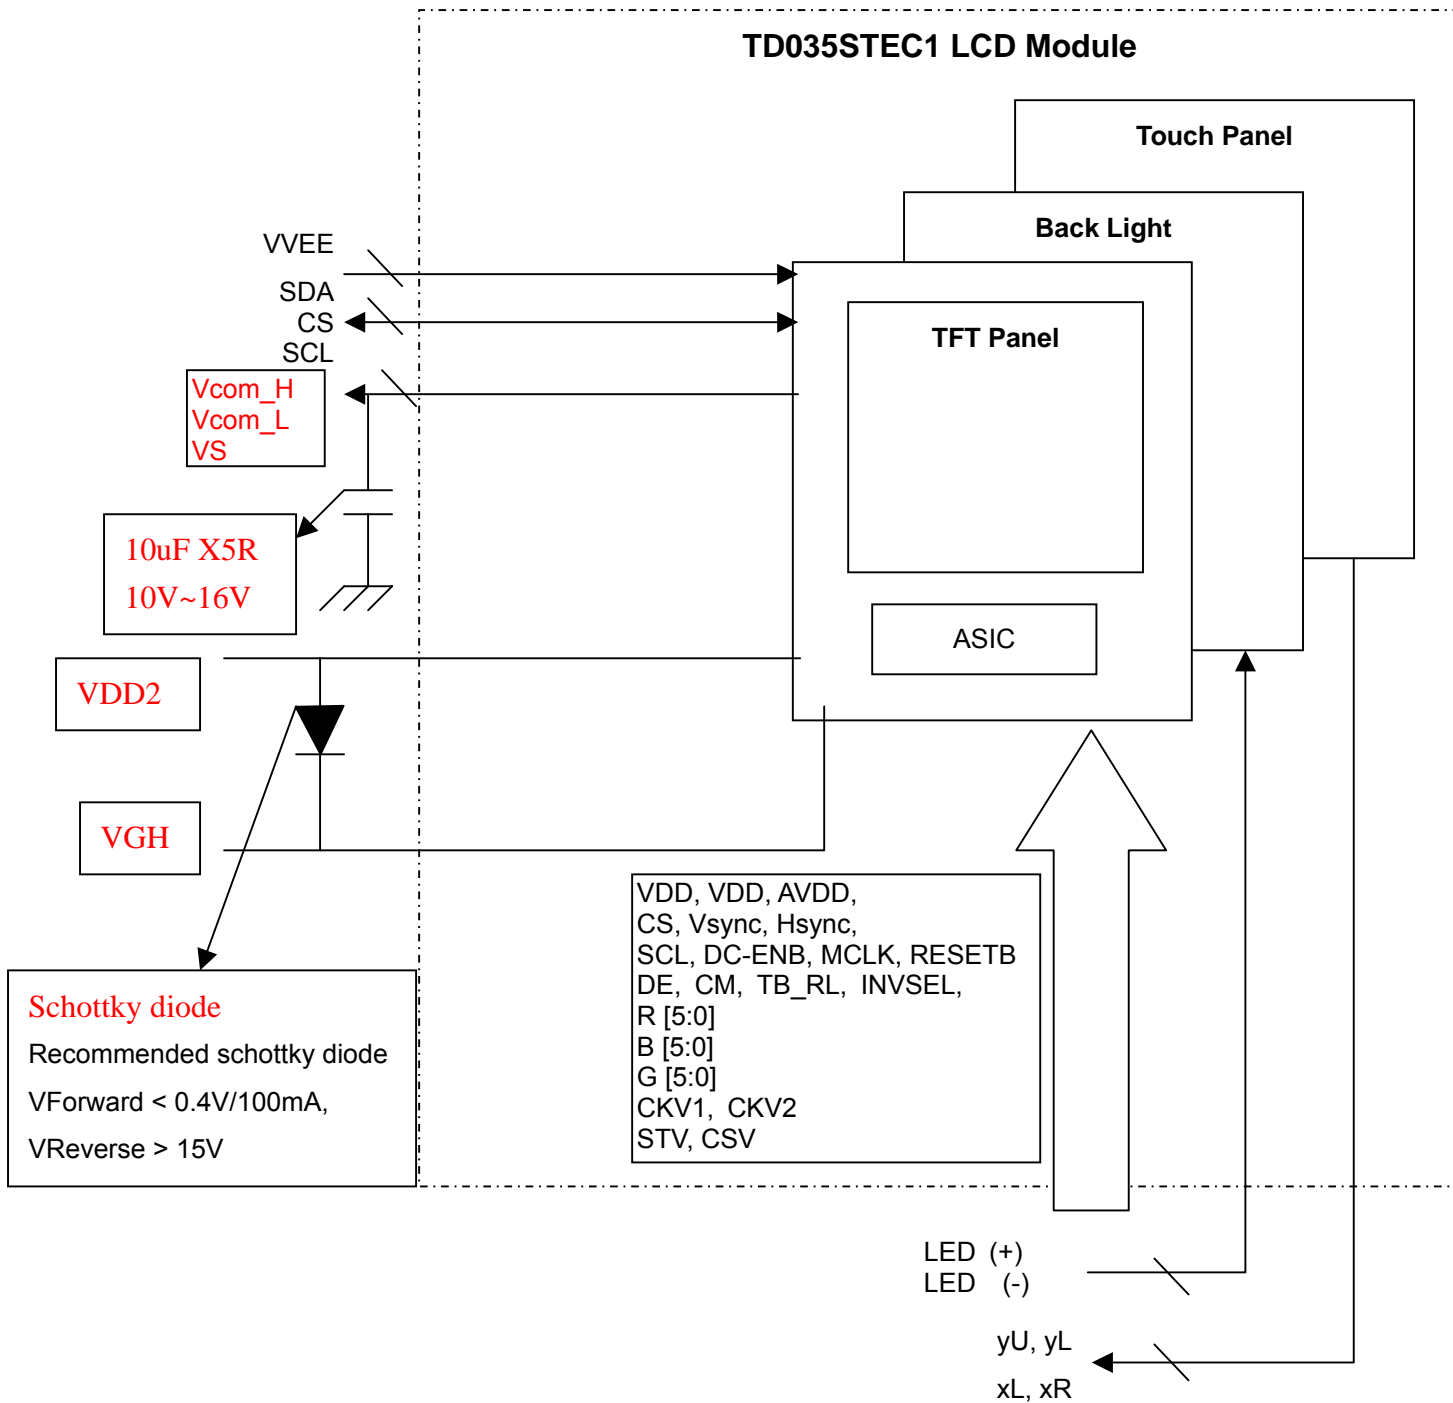 TD035STEC1 LCD Module
Touch Panel
Back Light
TFT Panel
ASIC
VVEE
SDA
CS
SCL
Vcom_H
Vcom_L
VS
10uF X5R
10V~16V
VDD2
VGH
Schottky diode
Recommended schottky diode
VForward < 0.4V/100mA,
VReverse > 15V
VDD, VDD, AVDD,
CS, Vsync, Hsync,
SCL, DC-ENB, MCLK, RESETB
DE, CM, TB_RL, INVSEL,
R [5:0]
B [5:0]
G [5:0]
CKV1, CKV2
STV, CSV
LED (+)
LED (-)
yU, yL
xL, xR